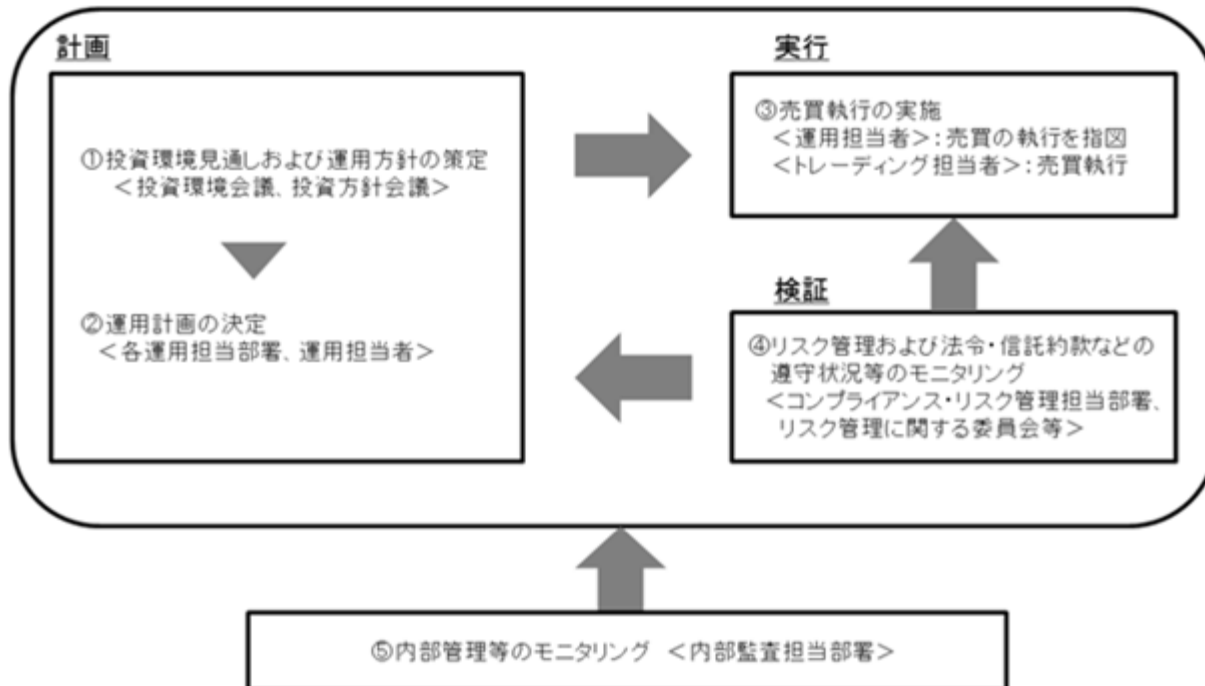 計画
①投資環境見通しおよび運用方針の策定
＜投資環境会議、投資方針会議＞
②運用計画の決定
＜各運用担当部署、運用担当者＞
実行
③売買執行の実施
＜運用担当者＞：売買の執行を指図
＜トレーディング担当者＞：売買執行
検証
④リスク管理および法令・信託約款などの
遵守状況等のモニタリング
＜コンプライアンス・リスク管理担当部署、
リスク管理に関する委員会等＞
⑤内部管理等のモニタリング ＜内部監査担当部署＞